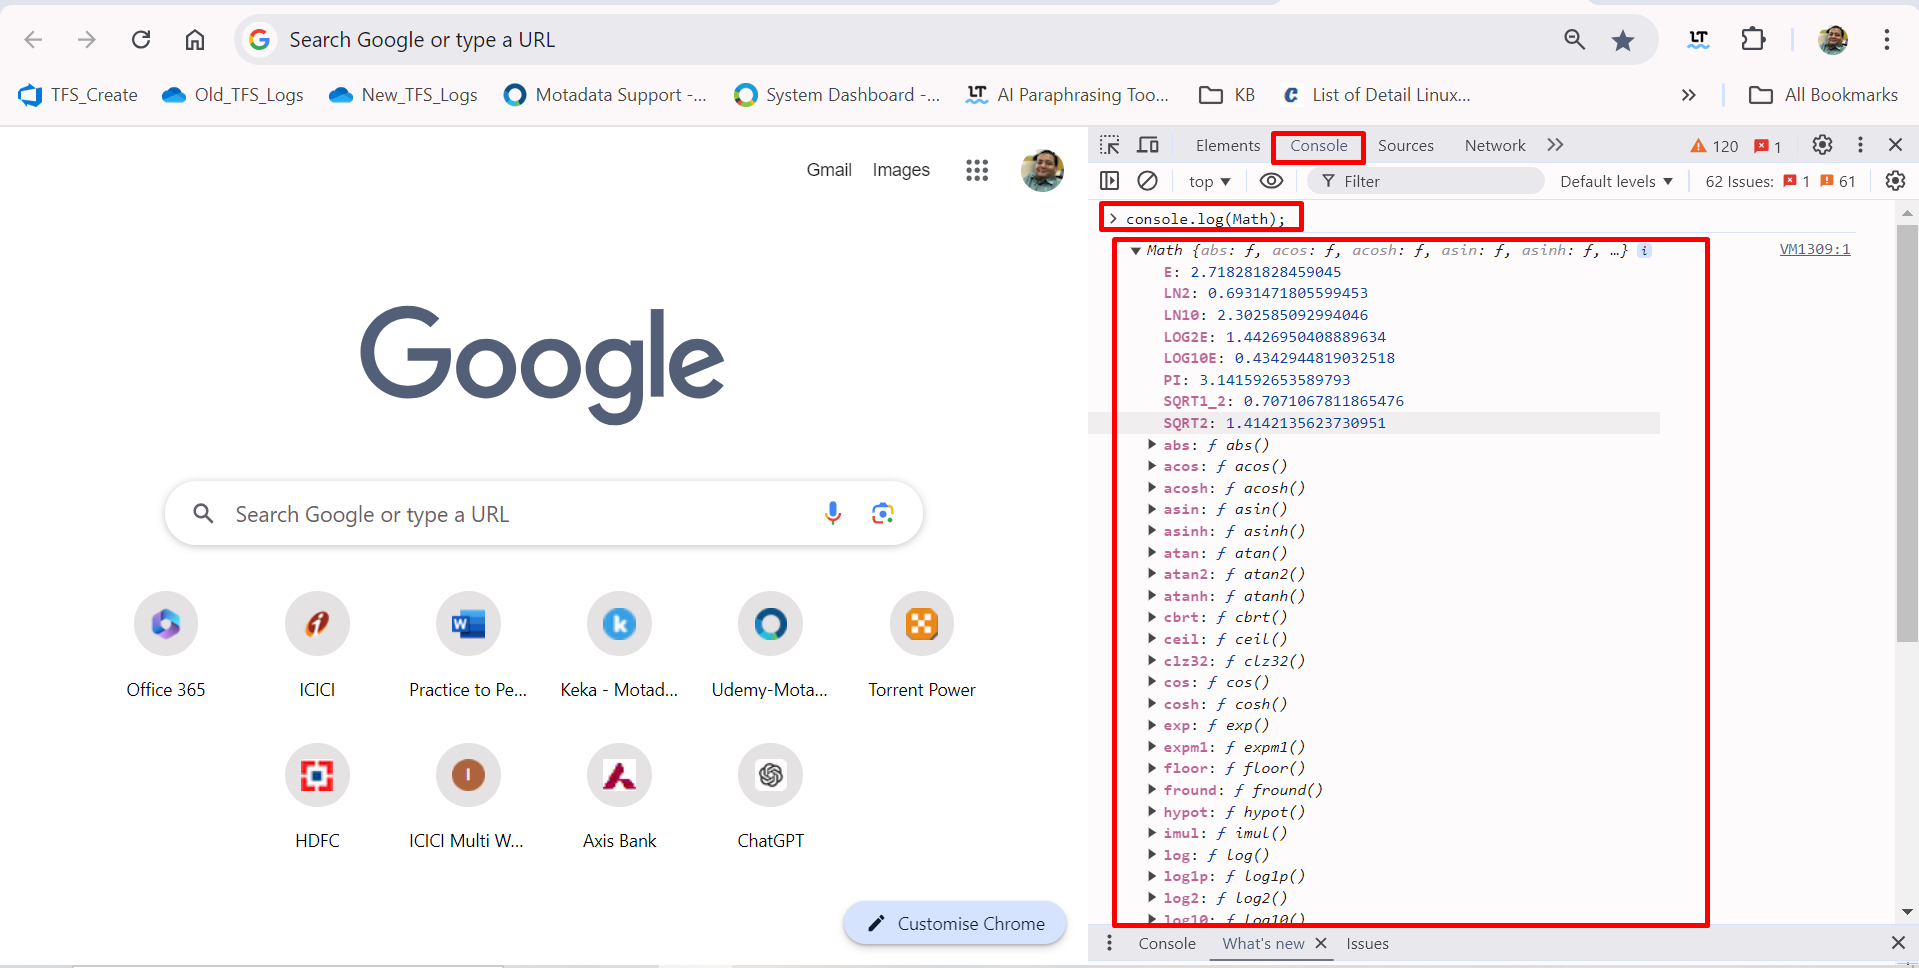 Search Google or type a URL
LT
TFS_Create Old_TFS_Logs New_TFS_Logs Motadata Support -... System Dashboard -... LT AI Paraphrasing Too... KB C List of Detail Linux... All Bookmarks
Gmail Images
Google
Search Google or type a URL
Office 365 ICICI Practice to Pe... Keka - Motad... Udemy-Mota... Torrent Power
HDFC ICICI Multi W... Axis Bank ChatGPT
Customise Chrome
Elements Console Sources Network 120 1
top Filter Default levels 62 Issues: 1 61
> console.log(Math);
Math {abs: ƒ, acos: ƒ, acosh: ƒ, asin: ƒ, asinh: ƒ, …} i VM1309:1
E: 2.718281828459045
LN2: 0.6931471805599453
LN10: 2.302585092994046
LOG2E: 1.4426950408889634
LOG10E: 0.4342944819032518
PI: 3.141592653589793
SQRT1_2: 0.7071067811865476
SQRT2: 1.4142135623730951
abs: ƒ abs()
acos: ƒ acos()
acosh: ƒ acosh()
asin: ƒ asin()
asinh: ƒ asinh()
atan: ƒ atan()
atan2: ƒ atan2()
atanh: ƒ atanh()
cbrt: ƒ cbrt()
ceil: ƒ ceil()
clz32: ƒ clz32()
cos: ƒ cos()
cosh: ƒ cosh()
exp: ƒ exp()
expm1: ƒ expm1()
floor: ƒ floor()
fround: ƒ fround()
hypot: ƒ hypot()
imul: ƒ imul()
log: ƒ log()
log1p: ƒ log1p()
log2: ƒ log2()
log10: ƒ log10()
Console What's new Issues